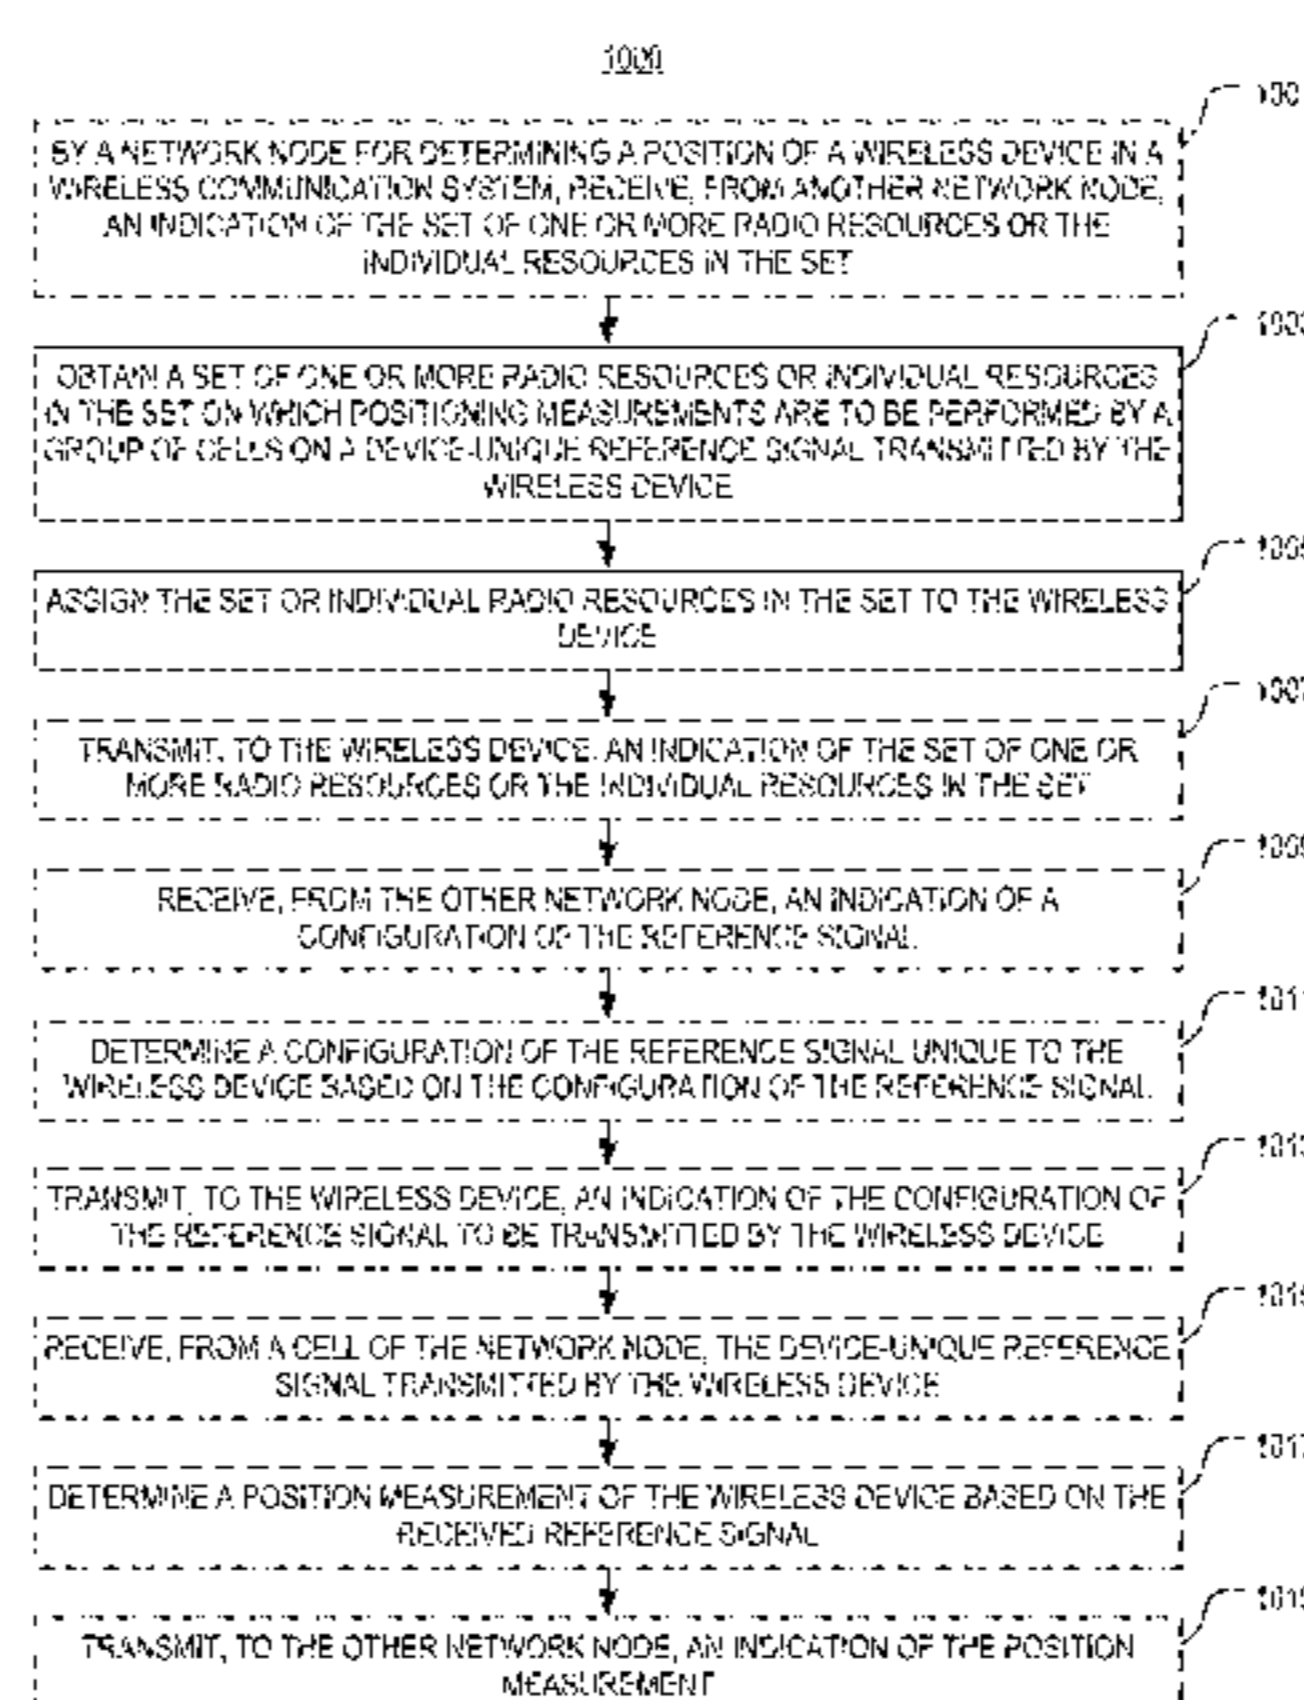 1000
100
BY A NETWORK NODE FOR DETERMINING A POSITION OF A WIRELESS DEVICE IN A
WIRELESS COMMUNICATION SYSTEM, RECEIVE, FROM ANOTHER NETWORK NODE,
AN INDICATION OF THE SET OF ONE OR MORE RADIO RESOURCES OR THE
INDIVIDUAL RESOURCES IN THE SET
1003
OBTAIN A SET OF ONE OR MORE RADIO RESOURCES OR INDIVIDUAL RESOURCES
IN THE SET ON WHICH POSITIONING MEASUREMENTS ARE TO BE PERFORMED BY A
GROUP OF CELLS ON A DEVICE-UNIQUE REFERENCE SIGNAL TRANSMITTED BY THE
WIRELESS DEVICE
1005
ASSIGN THE SET OR INDIVIDUAL RADIO RESOURCES IN THE SET TO THE WIRELESS
DEVICE
1007
TRANSMIT, TO THE WIRELESS DEVICE, AN INDICATION OF THE SET OF ONE OR
MORE RADIO RESOURCES OR THE INDIVIDUAL RESOURCES IN THE SET
1009
RECEIVE, FROM THE OTHER NETWORK NODE, AN INDICATION OF A
CONFIGURATION OF THE REFERENCE SIGNAL
1011
DETERMINE A CONFIGURATION OF THE REFERENCE SIGNAL UNIQUE TO THE
WIRELESS DEVICE BASED ON THE CONFIGURATION OF THE REFERENCE SIGNAL
1013
TRANSMIT, TO THE WIRELESS DEVICE, AN INDICATION OF THE CONFIGURATION OF
THE REFERENCE SIGNAL TO BE TRANSMITTED BY THE WIRELESS DEVICE
1015
RECEIVE, FROM A CELL OF THE NETWORK NODE, THE DEVICE-UNIQUE REFERENCE
SIGNAL TRANSMITTED BY THE WIRELESS DEVICE
1017
DETERMINE A POSITION MEASUREMENT OF THE WIRELESS DEVICE BASED ON THE
RECEIVED REFERENCE SIGNAL
1019
TRANSMIT, TO THE OTHER NETWORK NODE, AN INDICATION OF THE POSITION
MEASUREMENT